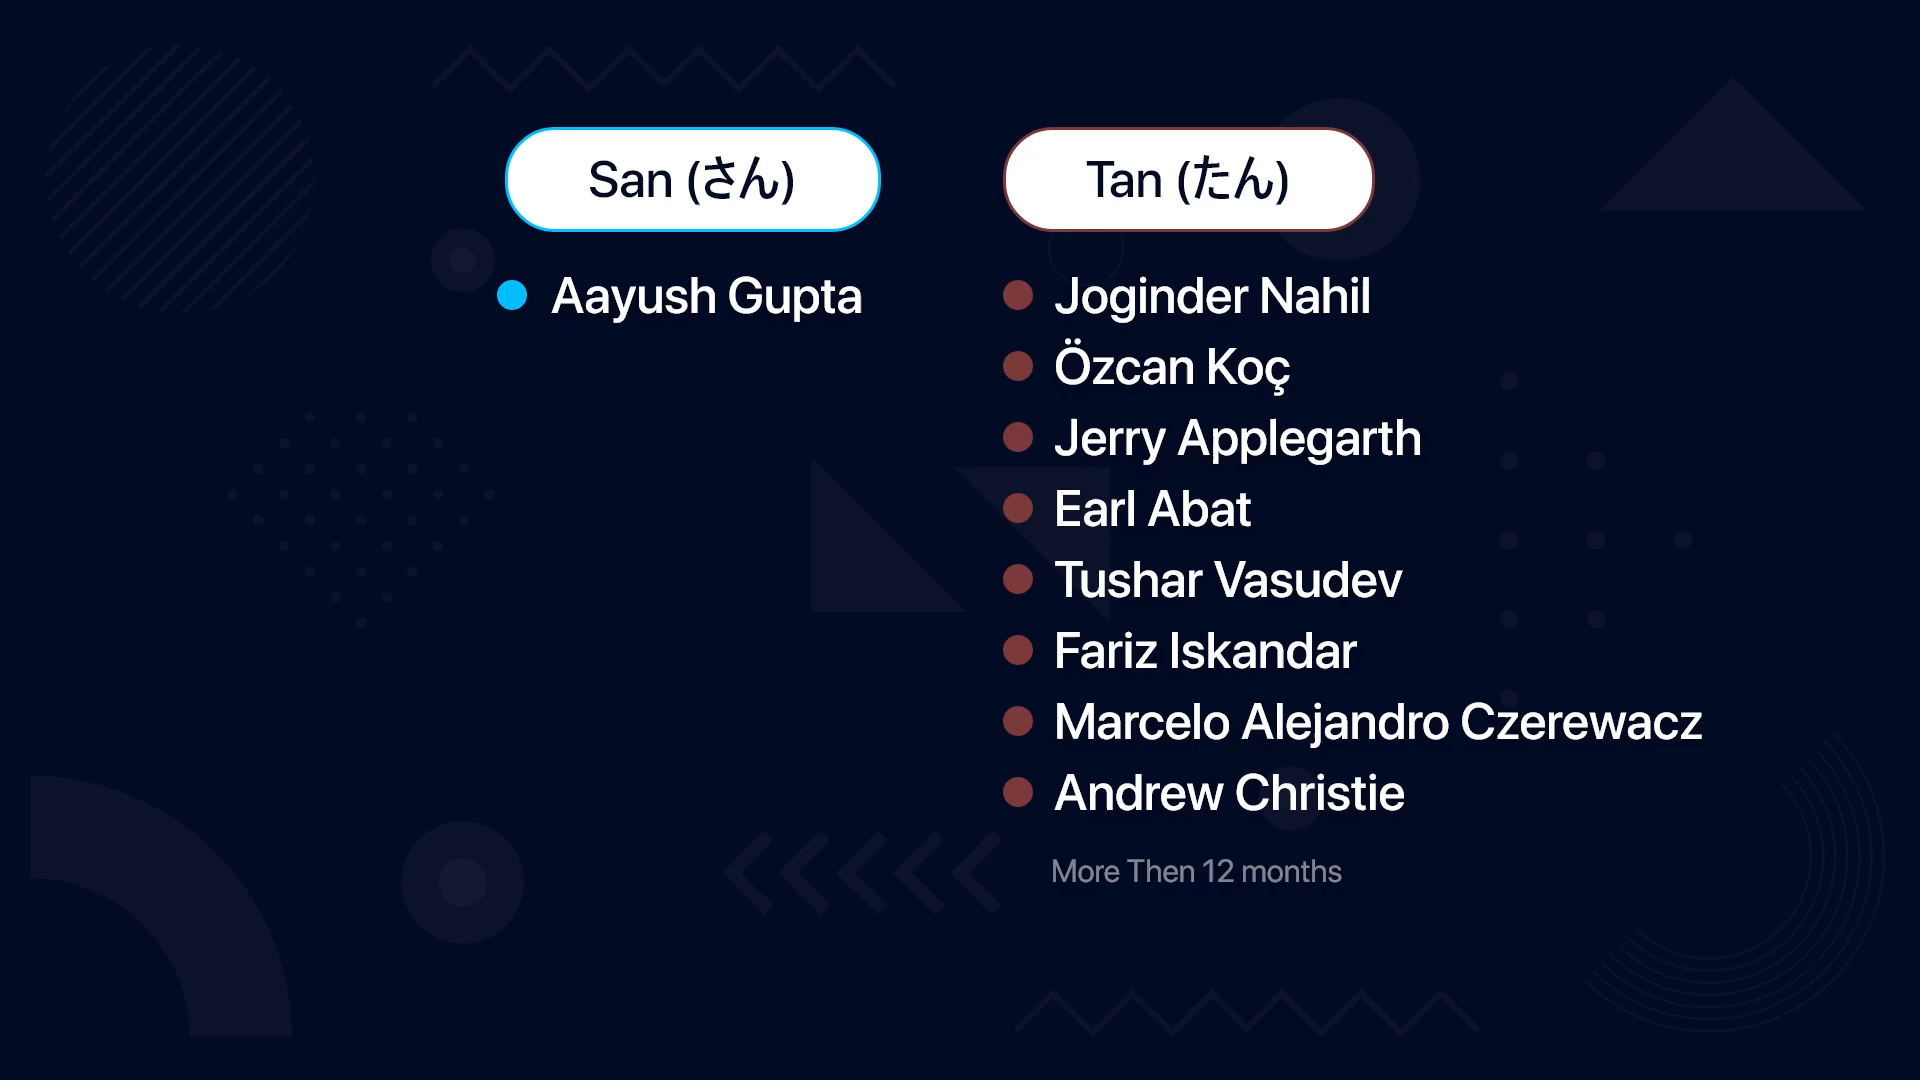 San (さん)
Aayush Gupta
Tan (たん)
Joginder Nahil
Özcan Koç
Jerry Applegarth
Earl Abat
Tushar Vasudev
Fariz Iskandar
Marcelo Alejandro Czerewacz
Andrew Christie
More Then 12 months